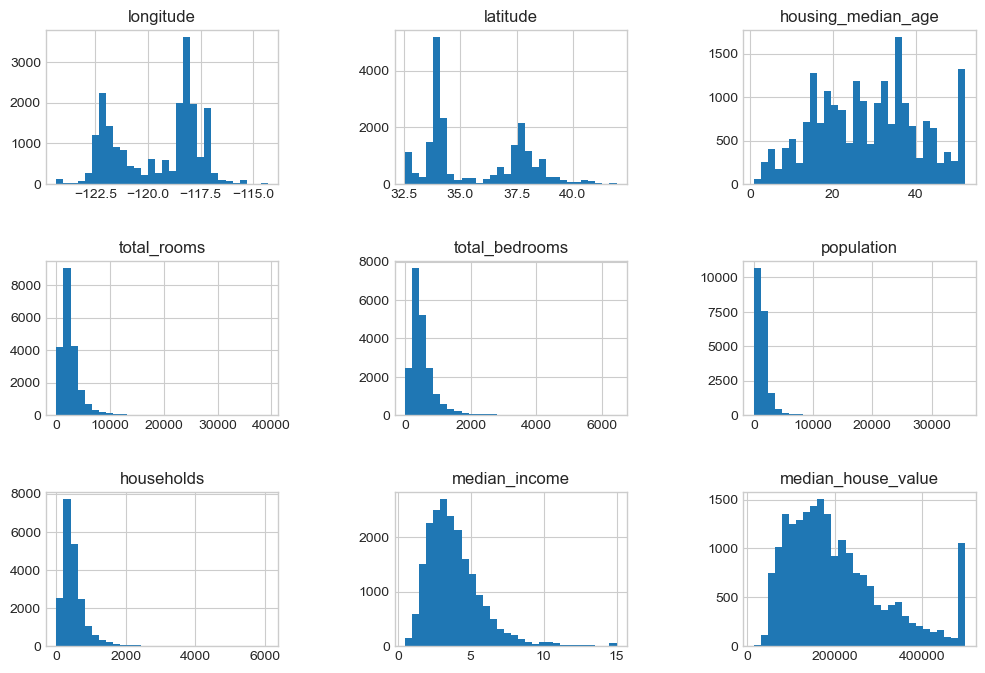 longitude latitude housing_median_age
3000 4000 1500
2000 1000
1000 2000 500
0 0 0
−122.5 −120.0 −117.5 −115.0 32.5 35.0 37.5 40.0 0 20 40
total_rooms total_bedrooms population
8000 8000 10000
6000 6000 7500
4000 4000 5000
2000 2000 2500
0 0 0
0 10000 20000 30000 40000 0 2000 4000 6000 0 10000 20000 30000
households median_income median_house_value
8000 1500
6000 2000 1000
4000 1000 500
2000
0 0 0
0 2000 4000 6000 0 5 10 15 0 200000 400000